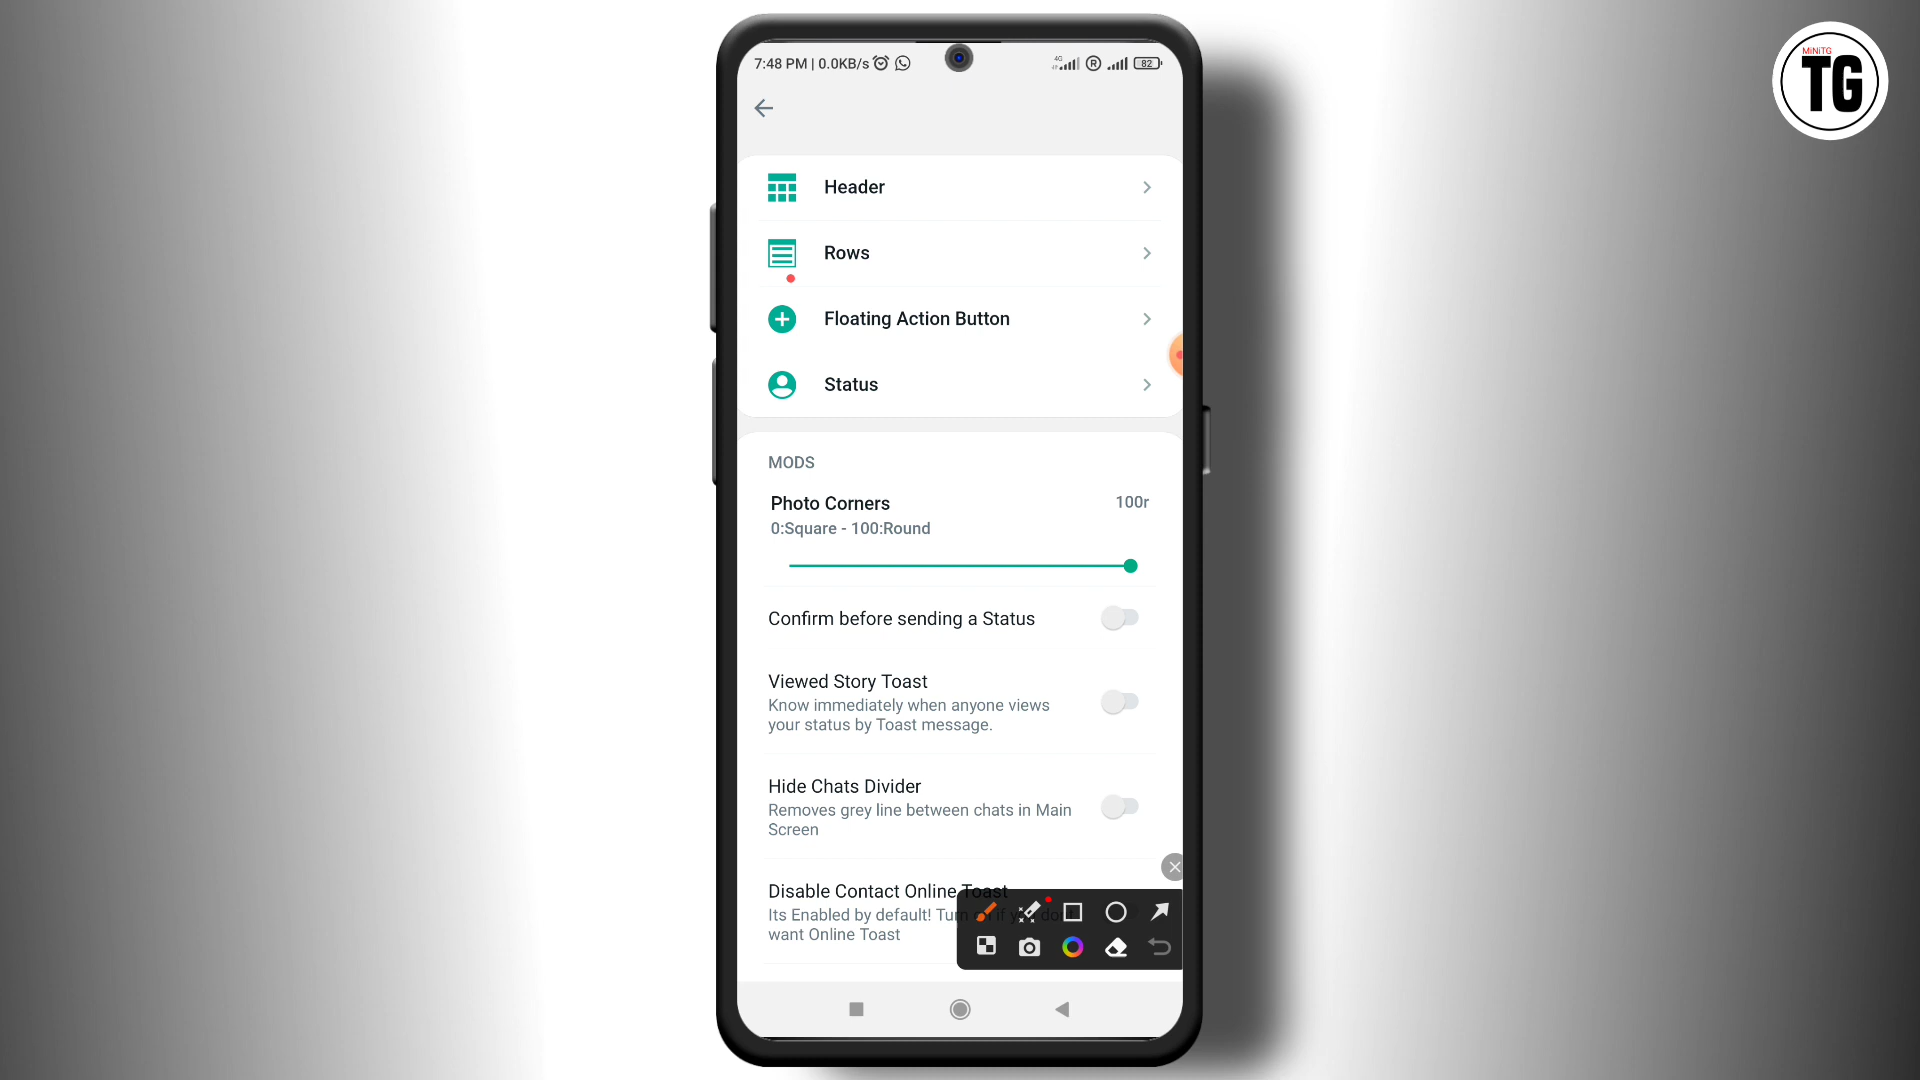 7:48 PM | 0.0KB/s
4G
R
82
MiNiTG
TG
Header
Rows
Floating Action Button
Status
MODS
Photo Corners
100r
0:Square - 100:Round
Confirm before sending a Status
Viewed Story Toast
Know immediately when anyone views
your status by Toast message.
Hide Chats Divider
Removes grey line between chats in Main
Screen
Disable Contact Online Toast
Its Enabled by default! Turn on if you don
want Online Toast